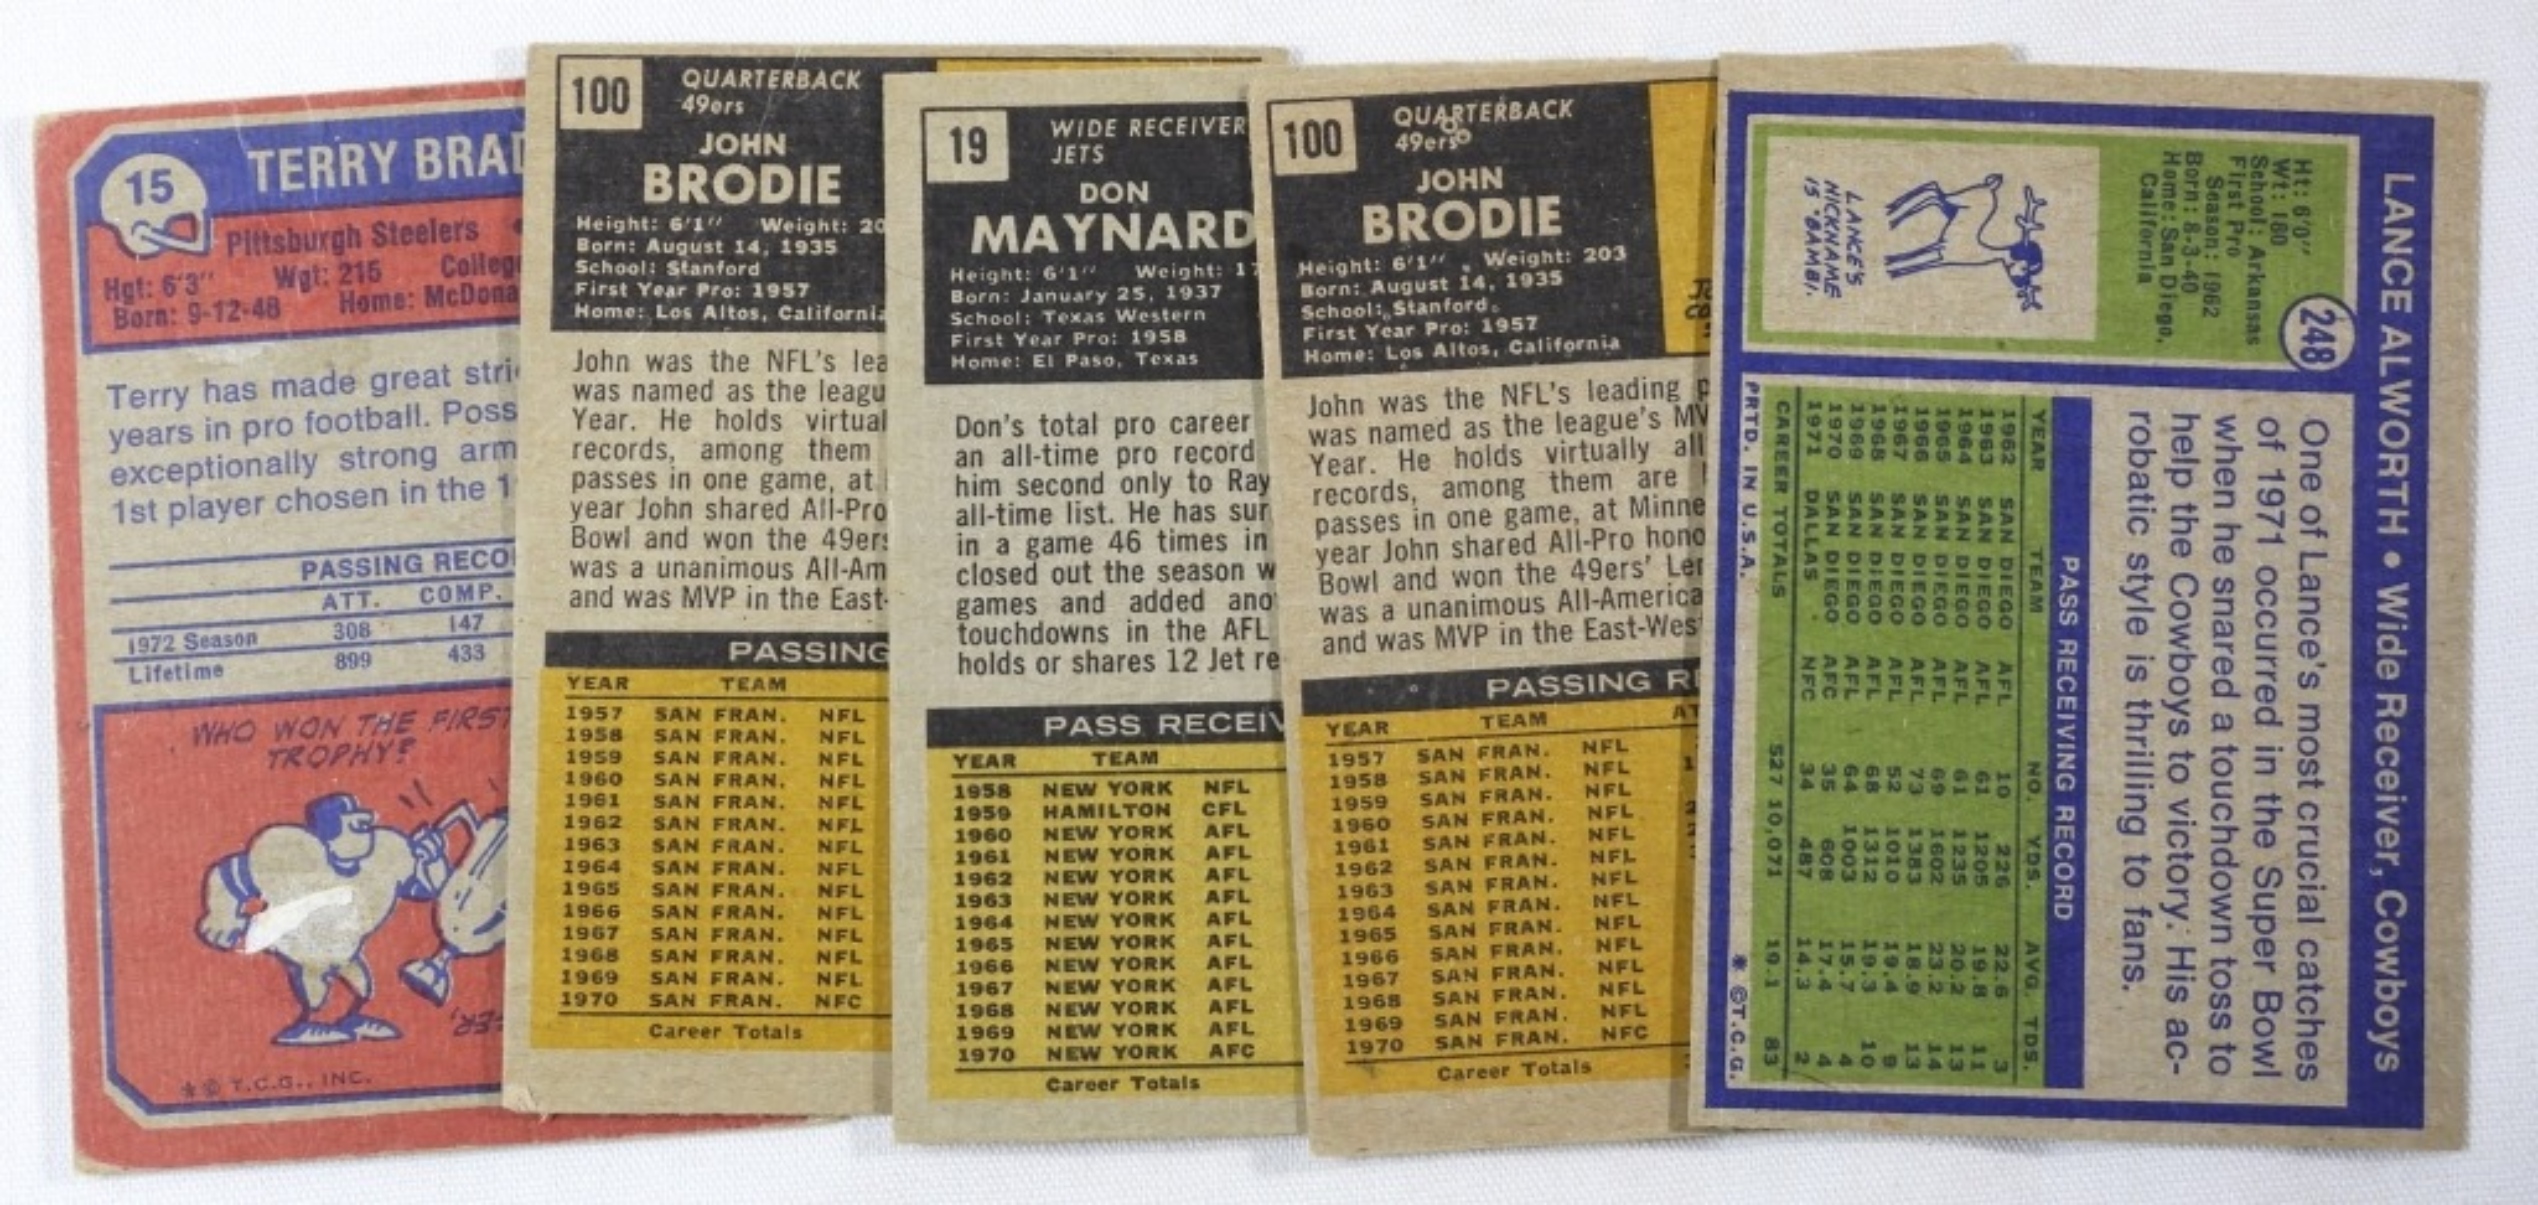 15
TERRY BRAD
Pittsburgh Steelers
Hgt: 6'3" Wgt: 215 Colleg
Born: 9-12-48 Home: McDona
Terry has made great stri
years in pro football. Poss
exceptionally strong arm
1st player chosen in the 1
PASSING RECO
ATT. COMP.
1972 Season 308 147
Lifetime 899 433
WHO WON THE FIRST
TROPHY?
* © T.C.G., INC.
100
QUARTERBACK
49ers
JOHN
BRODIE
Height: 6'1" Weight: 20
Born: August 14, 1935
School: Stanford
First Year Pro: 1957
Home: Los Altos, California
John was the NFL's lea
was named as the leagu
Year. He holds virtual
records, among them
passes in one game, at
year John shared All-Pro
Bowl and won the 49ers
was a unanimous All-Am
and was MVP in the East-
PASSING
YEAR TEAM
1957 SAN FRAN. NFL
1958 SAN FRAN. NFL
1959 SAN FRAN. NFL
1960 SAN FRAN. NFL
1961 SAN FRAN. NFL
1962 SAN FRAN. NFL
1963 SAN FRAN. NFL
1964 SAN FRAN. NFL
1965 SAN FRAN. NFL
1966 SAN FRAN. NFL
1967 SAN FRAN. NFL
1968 SAN FRAN. NFL
1969 SAN FRAN. NFL
1970 SAN FRAN. NFC
Career Totals
19
WIDE RECEIVER
JETS
DON
MAYNARD
Height: 6'1" Weight: 17
Born: January 25, 1937
School: Texas Western
First Year Pro: 1958
Home: El Paso, Texas
Don's total pro career
an all-time pro record
him second only to Ray
all-time list. He has sur
in a game 46 times in
closed out the season w
games and added ano
touchdowns in the AFL
holds or shares 12 Jet re
PASS RECEIV
YEAR TEAM
1958 NEW YORK NFL
1959 HAMILTON CFL
1960 NEW YORK AFL
1961 NEW YORK AFL
1962 NEW YORK AFL
1963 NEW YORK AFL
1964 NEW YORK AFL
1965 NEW YORK AFL
1966 NEW YORK AFL
1967 NEW YORK AFL
1968 NEW YORK AFL
1969 NEW YORK AFL
1970 NEW YORK AFC
Career Totals
100
QUARTERBACK
49ers
JOHN
BRODIE
Height: 6'1" Weight: 203
Born: August 14, 1935
School: Stanford
First Year Pro: 1957
Home: Los Altos, California
John was the NFL's leading p
was named as the league's MV
Year. He holds virtually all
records, among them are
passes in one game, at Minne
year John shared All-Pro hono
Bowl and won the 49ers' Len
was a unanimous All-America
and was MVP in the East-Wes
PASSING RE
YEAR TEAM AT
1957 SAN FRAN. NFL
1958 SAN FRAN. NFL
1959 SAN FRAN. NFL
1960 SAN FRAN. NFL
1961 SAN FRAN. NFL
1962 SAN FRAN. NFL
1963 SAN FRAN. NFL
1964 SAN FRAN. NFL
1965 SAN FRAN. NFL
1966 SAN FRAN. NFL
1967 SAN FRAN. NFL
1968 SAN FRAN. NFL
1969 SAN FRAN. NFL
1970 SAN FRAN. NFC
Career Totals
LANCE ALWORTH • Wide Receiver, Cowboys
248
Ht: 6'0"
Wt: 180
School: Arkansas
First Pro
Season: 1962
Born: 8-3-40
Home: San Diego,
California
LANCE'S
NICKNAME
IS "BAMBI."
One of Lance's most crucial catches
of 1971 occurred in the Super Bowl
when he snared a touchdown toss to
help the Cowboys to victory. His ac-
robatic style is thrilling to fans.
PASS RECEIVING RECORD
YEAR TEAM NO. YDS. AVG. TDS.
1962 SAN DIEGO AFL 10 226 22.6 3
1963 SAN DIEGO AFL 61 1205 19.8 11
1964 SAN DIEGO AFL 61 1235 20.2 13
1965 SAN DIEGO AFL 69 1602 23.2 14
1966 SAN DIEGO AFL 73 1383 18.9 13
1967 SAN DIEGO AFL 52 1010 19.4 9
1968 SAN DIEGO AFL 68 1312 19.3 10
1969 SAN DIEGO AFL 64 1003 15.7 4
1970 SAN DIEGO AFC 35 608 17.4 4
1971 DALLAS NFC 34 487 14.3 2
CAREER TOTALS 527 10,071 19.1 83
PRTD. IN U.S.A. * ©T.C.G.